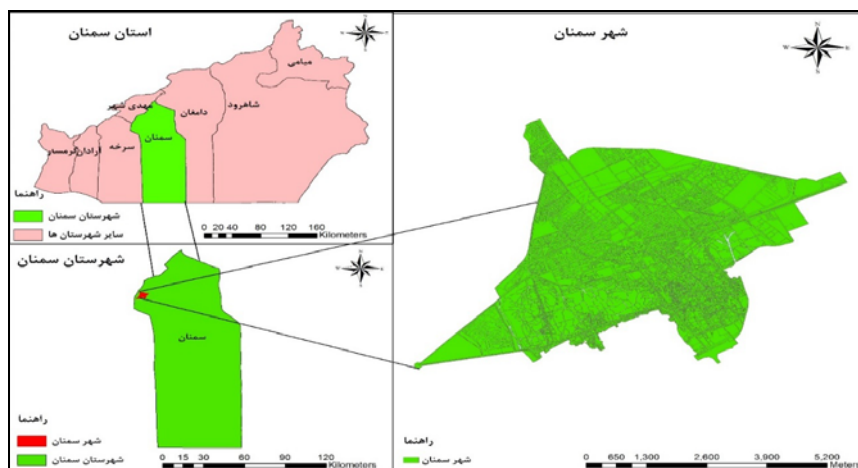 استان سمنان
N
W
E
S
میامی
شاهرود
دامغان
مهدی شهر
سمنان
سرخه
آرادان
گرمسار
راهنما
شهرستان سمنان
سایر شهرستان ها
0 20 40 80 120 160
Kilometers
شهرستان سمنان
N
W
E
S
سمنان
راهنما
شهر سمنان
شهرستان سمنان
0 15 30 60 90 120
Kilometers
شهر سمنان
N
W
E
S
راهنما
شهر سمنان
0 650 1,300 2,600 3,900 5,200
Meter